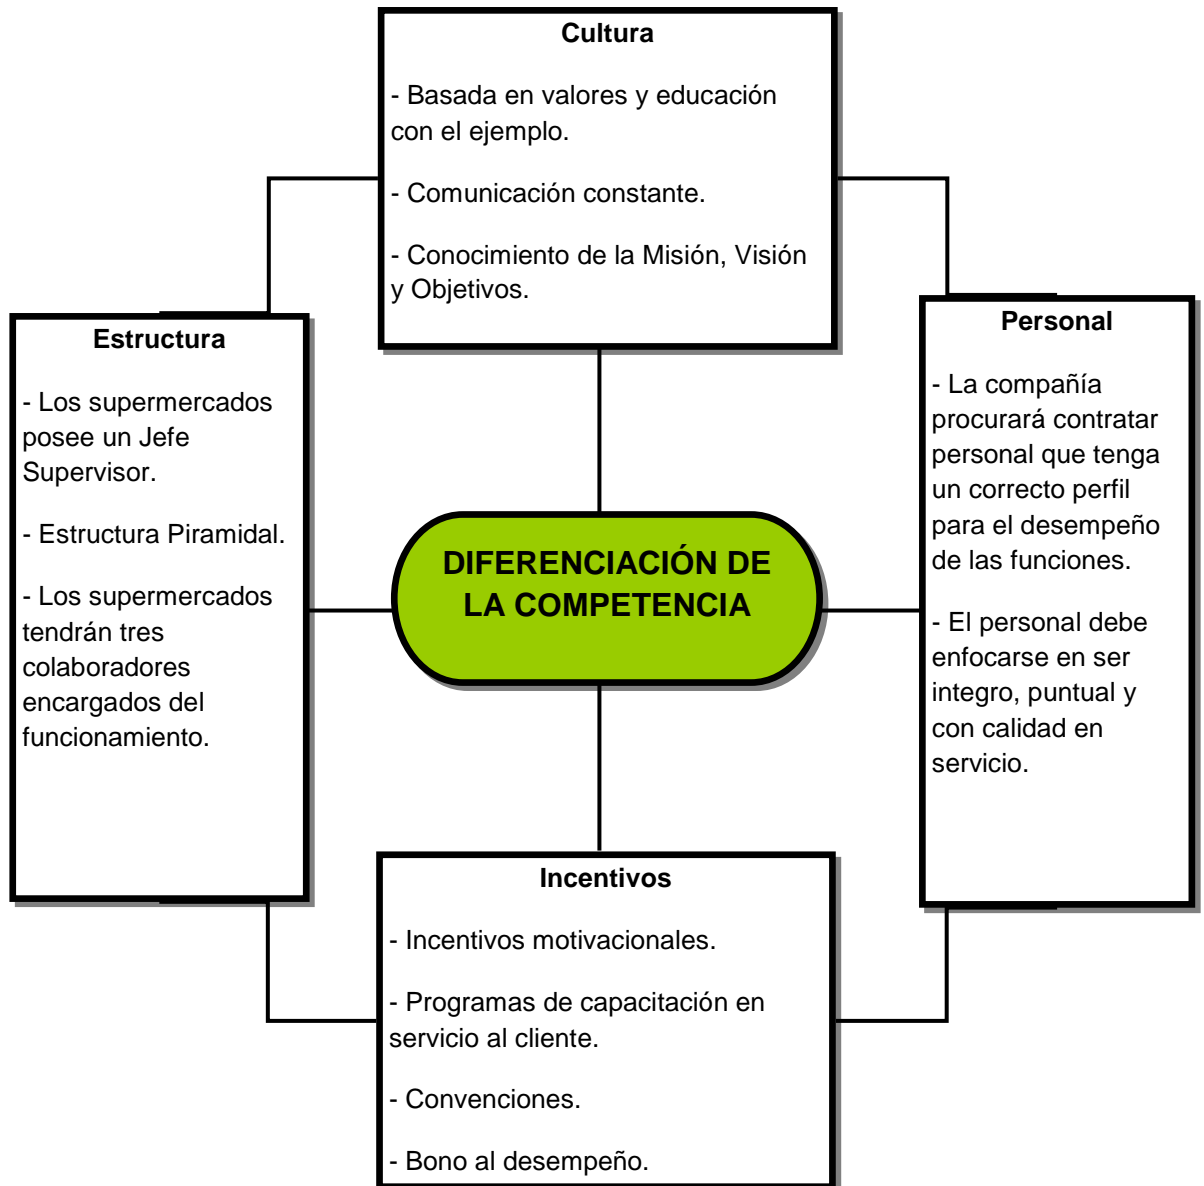 Cultura
- Basada en valores y educación
con el ejemplo.
- Comunicación constante.
- Conocimiento de la Misión, Visión
y Objetivos.
Estructura
- Los supermercados
posee un Jefe
Supervisor.
- Estructura Piramidal.
- Los supermercados
tendrán tres
colaboradores
encargados del
funcionamiento.
DIFERENCIACIÓN DE
LA COMPETENCIA
Personal
- La compañía
procurará contratar
personal que tenga
un correcto perfil
para el desempeño
de las funciones.
- El personal debe
enfocarse en ser
integro, puntual y
con calidad en
servicio.
Incentivos
- Incentivos motivacionales.
- Programas de capacitación en
servicio al cliente.
- Convenciones.
- Bono al desempeño.